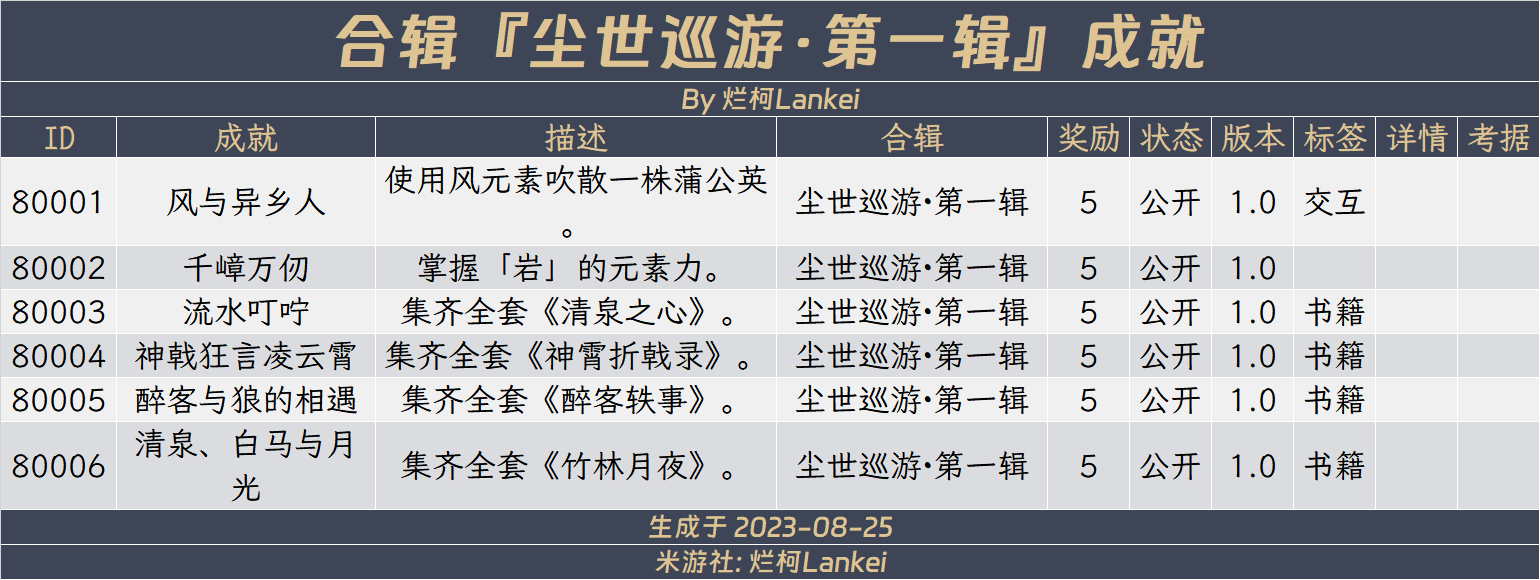 合辑『尘世巡游·第一辑』成就
By 烂柯Lankei
ID 成就 描述 合辑 奖励 状态 版本 标签 详情 考据
80001 风与异乡人 使用风元素吹散一株蒲公英。 尘世巡游·第一辑 5 公开 1.0 交互
80002 千嶂万仞 掌握「岩」的元素力。 尘世巡游·第一辑 5 公开 1.0
80003 流水叮咛 集齐全套《清泉之心》。 尘世巡游·第一辑 5 公开 1.0 书籍
80004 神戟狂言凌云霄 集齐全套《神霄折戟录》。 尘世巡游·第一辑 5 公开 1.0 书籍
80005 醉客与狼的相遇 集齐全套《醉客轶事》。 尘世巡游·第一辑 5 公开 1.0 书籍
80006 清泉、白马与月光 集齐全套《竹林月夜》。 尘世巡游·第一辑 5 公开 1.0 书籍
生成于 2023-08-25
米游社: 烂柯Lankei